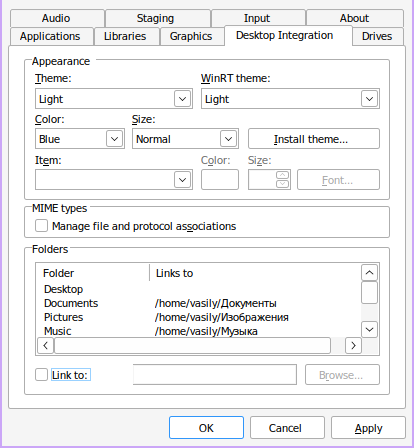 Audio Staging Input About
Applications Libraries Graphics Desktop Integration Drives
Appearance
Theme: WinRT theme:
Light Light
Color: Size:
Blue Normal Install theme...
Item: Color: Size:
Font...
MIME types
Manage file and protocol associations
Folders
Folder Links to
Desktop
Documents /home/vasily/Документы
Pictures /home/vasily/Изображения
Music /home/vasily/Музыка
Link to: Browse...
OK Cancel Apply